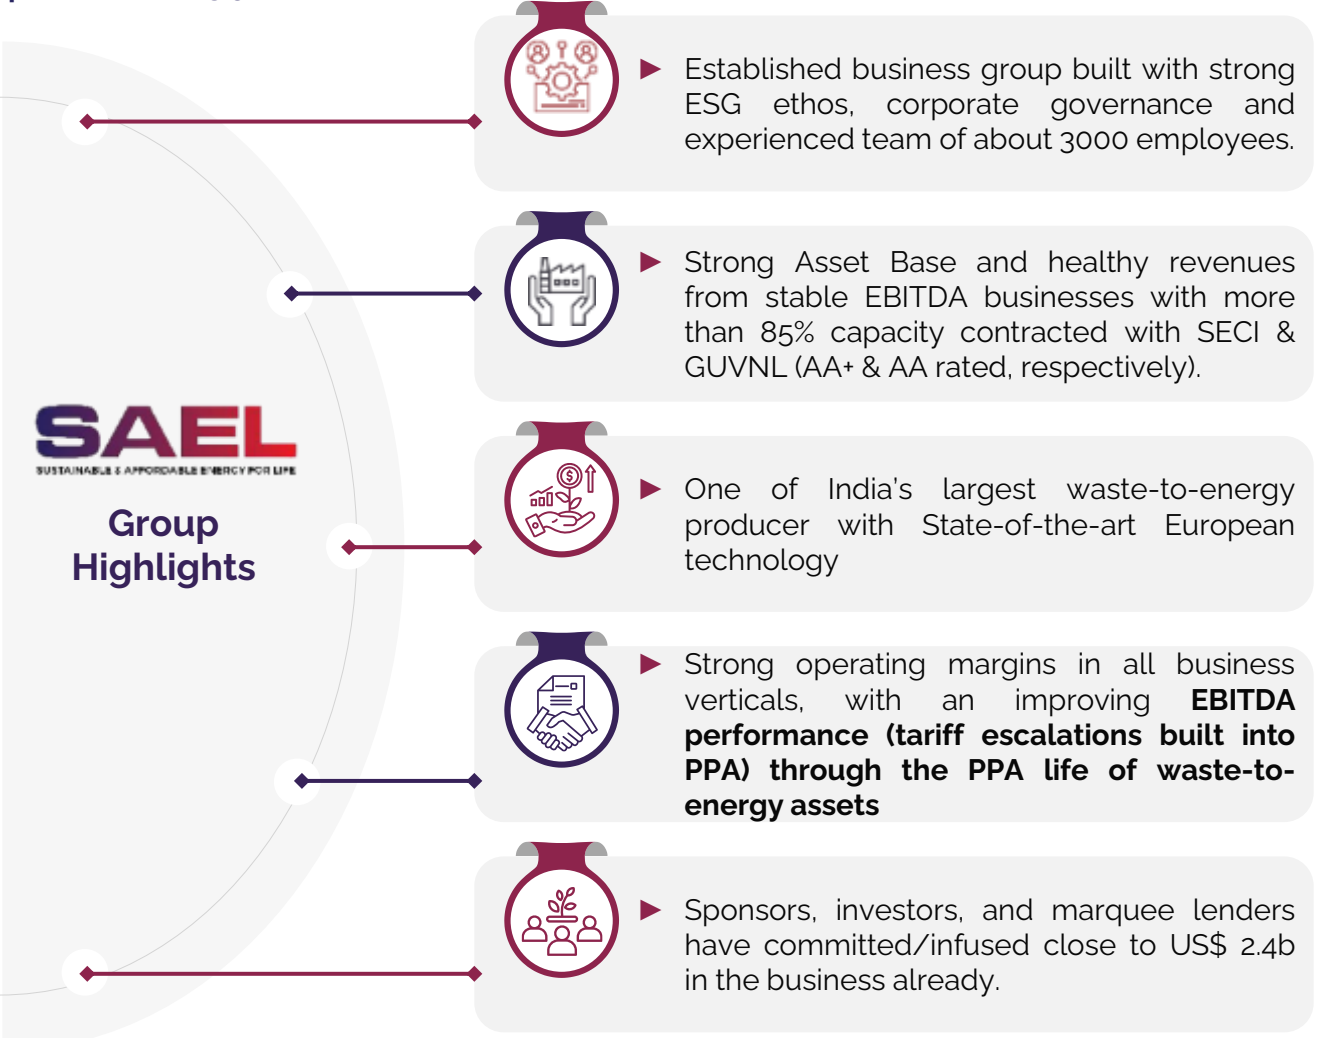 Established business group built with strong
ESG ethos, corporate governance and
experienced team of about 3000 employees.
Strong Asset Base and healthy revenues
from stable EBITDA businesses with more
than 85% capacity contracted with SECI &
GUVNL (AA+ & AA rated, respectively).
SAEL
SUSTAINABLE & AFFORDABLE ENERGY FOR LIFE
Group
Highlights
One of India's largest waste-to-energy
producer with State-of-the-art European
technology
Strong operating margins in all business
verticals, with an improving EBITDA
performance (tariff escalations built into
PPA) through the PPA life of waste-to-
energy assets
Sponsors, investors, and marquee lenders
have committed/infused close to US$ 2.4b
in the business already.